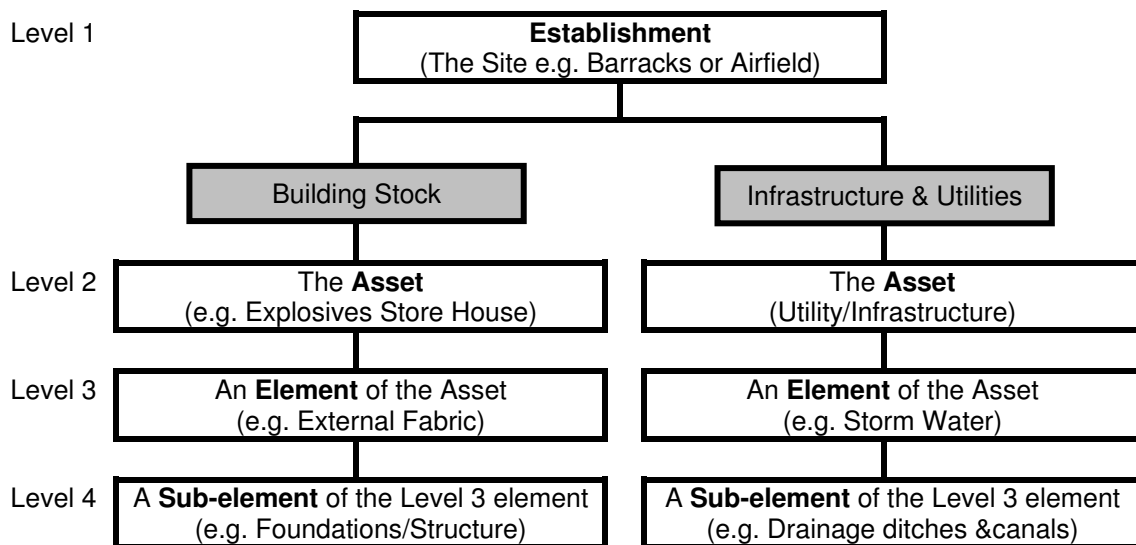 Level 1
Establishment
(The Site e.g. Barracks or Airfield)
Building Stock
Infrastructure & Utilities
Level 2
The Asset
(e.g. Explosives Store House)
The Asset
(Utility/Infrastructure)
Level 3
An Element of the Asset
(e.g. External Fabric)
An Element of the Asset
(e.g. Storm Water)
Level 4
A Sub-element of the Level 3 element
(e.g. Foundations/Structure)
A Sub-element of the Level 3 element
(e.g. Drainage ditches &canals)